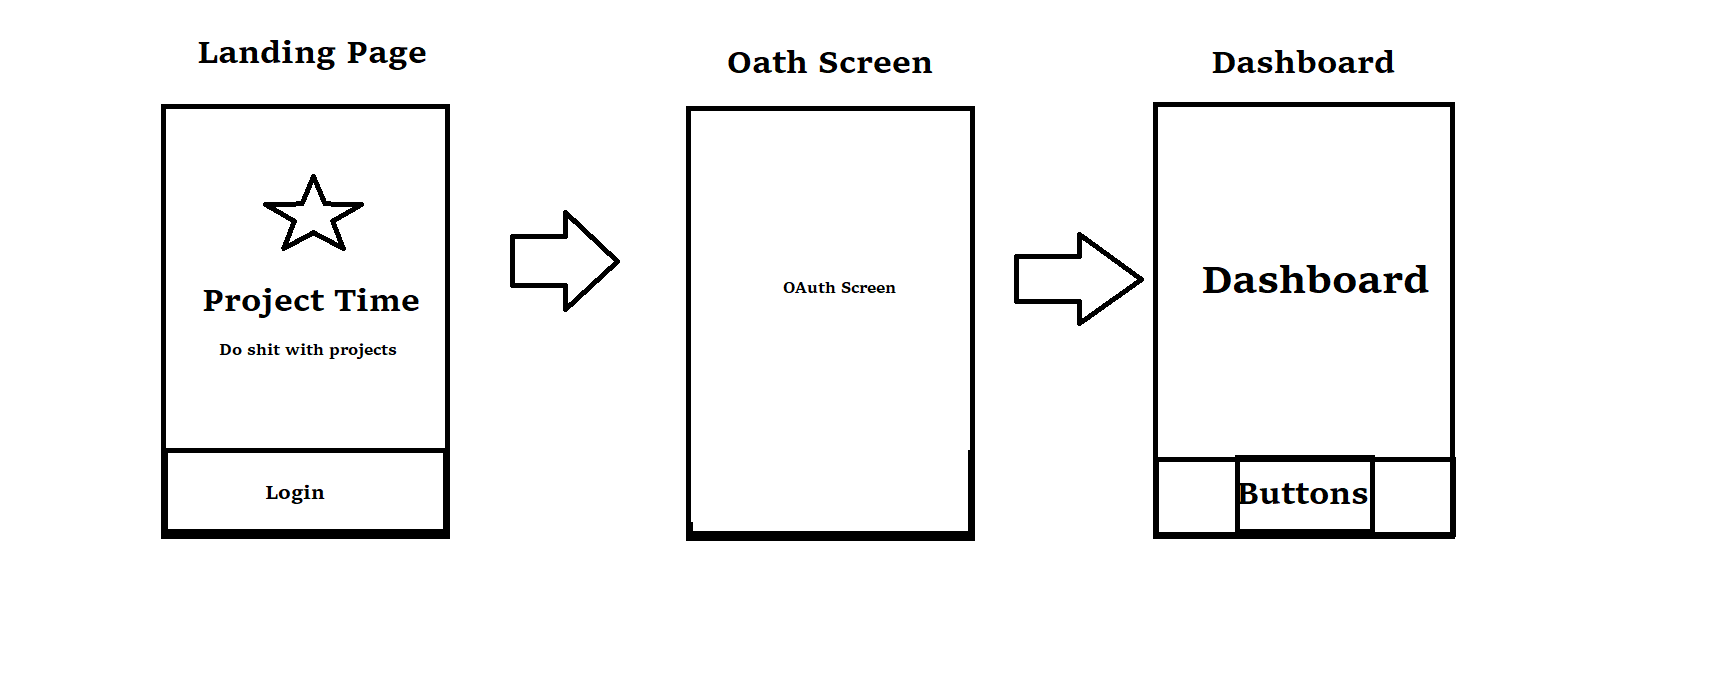 Landing Page
Project Time
Do shit with projects
Login
Oath Screen
OAuth Screen
Dashboard
Dashboard
Buttons